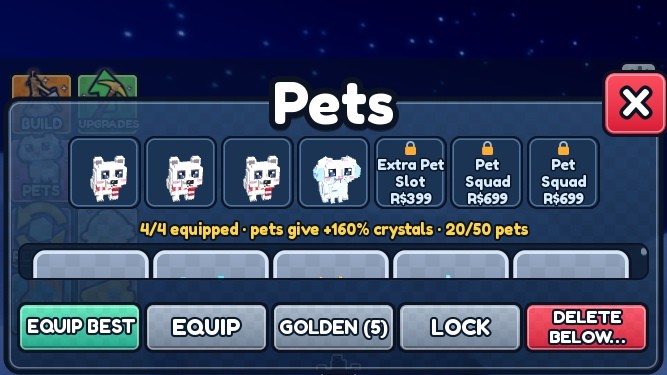 Pets
BUILD
UPGRADES
PETS
Extra Pet
Slot
R$399
Pet
Squad
R$699
Pet
Squad
R$699
4/4 equipped · pets give +160% crystals · 20/50 pets
EQUIP BEST
EQUIP
GOLDEN (5)
LOCK
DELETE
BELOW...